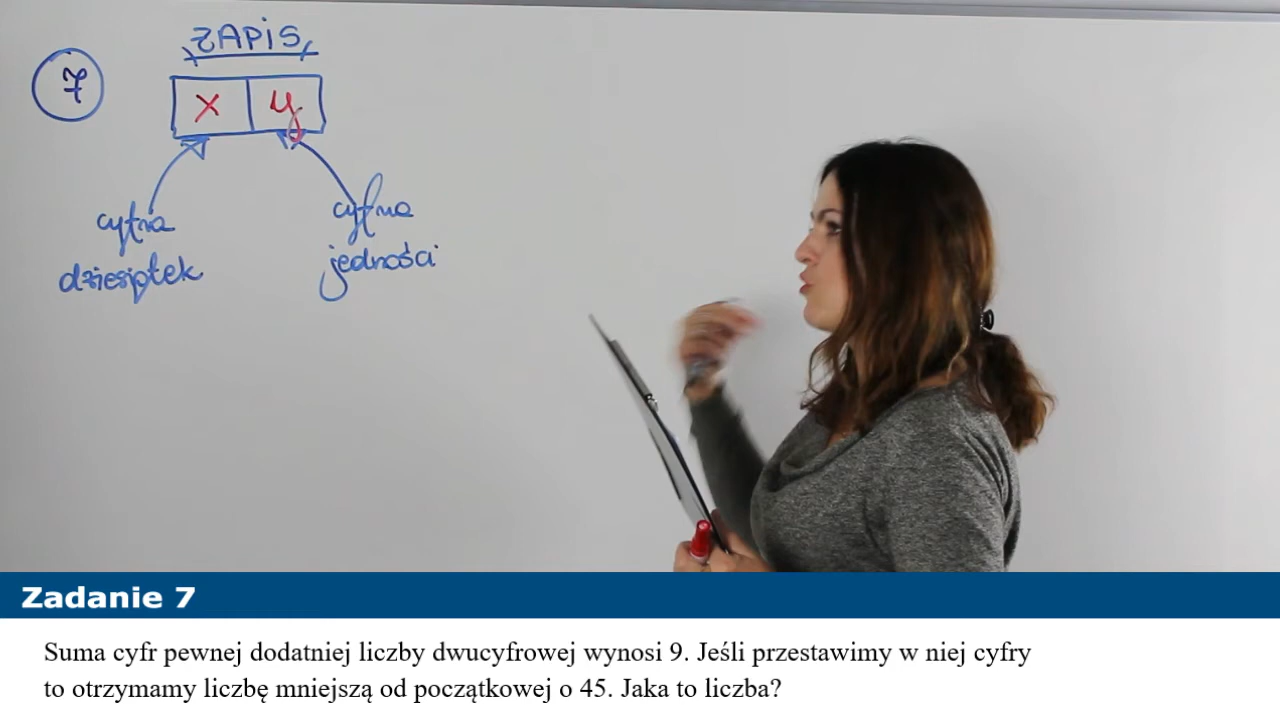 ZAPIS
7
x y
cyfra
dziesiątek
cyfra
jedności
Zadanie 7
Suma cyfr pewnej dodatniej liczby dwucyfrowej wynosi 9. Jeśli przestawimy w niej cyfry
to otrzymamy liczbę mniejszą od początkowej o 45. Jaka to liczba?